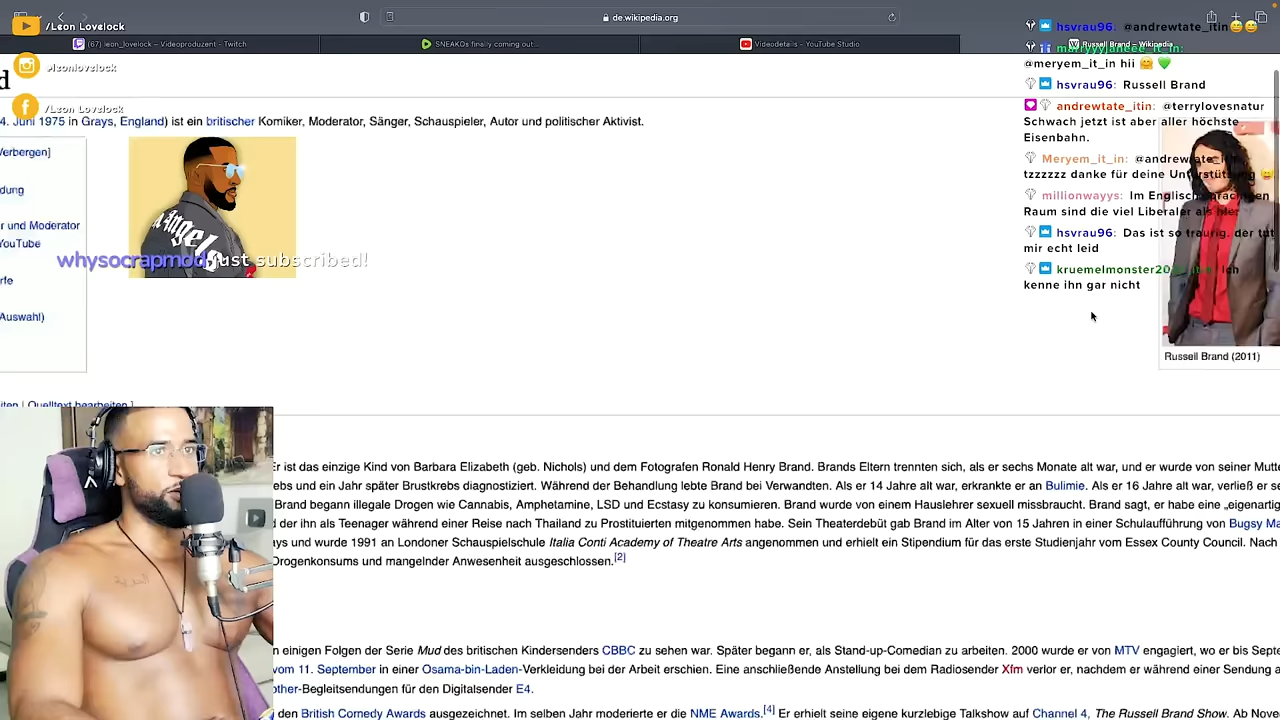 /Leon Lovelock
de.wikipedia.org
(67) leon_lovelock – Videoproduzent - Twitch
SNEAKOs finally coming out...
Videodetails – YouTube Studio
Russell Brand – Wikipedia
#leonlovelock
/Leon Lovelock
d
4. Juni 1975 in Grays, England) ist ein britischer Komiker, Moderator, Sänger, Schauspieler, Autor und politischer Aktivist.
Verbergen]
dung
r und Moderator
YouTube
rfe
Auswahl)
whysocrapmod just subscribed!
hsvrau96: @andrewtate_itin
@meryem_it_in hii
hsvrau96: Russell Brand
andrewtate_itin: @terrylovesnatur
Schwach jetzt ist aber aller höchste
Eisenbahn.
Meryem_it_in:
tzzzzzz danke für deine Unterstützung
millionwayys: Im Englischsprachigen
Raum sind die viel Liberaler als hier
hsvrau96: Das ist so traurig. der tut
mir echt leid
Ich
kenne ihn gar nicht
Russell Brand (2011)
iten | Quelltext bearbeiten ]
Er ist das einzige Kind von Barbara Elizabeth (geb. Nichols) und dem Fotografen Ronald Henry Brand. Brands Eltern trennten sich, als er sechs Monate alt war, und er wurde von seiner Mutte
ebs und ein Jahr später Brustkrebs diagnostiziert. Während der Behandlung lebte Brand bei Verwandten. Als er 14 Jahre alt war, erkrankte er an Bulimie. Als er 16 Jahre alt war, verließ er se
Brand begann illegale Drogen wie Cannabis, Amphetamine, LSD und Ecstasy zu konsumieren. Brand wurde von einem Hauslehrer sexuell missbraucht. Brand sagt, er habe eine „eigenartig
d der ihn als Teenager während einer Reise nach Thailand zu Prostituierten mitgenommen habe. Sein Theaterdebüt gab Brand im Alter von 15 Jahren in einer Schulaufführung von Bugsy Ma
ays und wurde 1991 an Londoner Schauspielschule Italia Conti Academy of Theatre Arts angenommen und erhielt ein Stipendium für das erste Studienjahr vom Essex County Council. Nach
Drogenkonsums und mangelnder Anwesenheit ausgeschlossen.[2]
n einigen Folgen der Serie Mud des britischen Kindersenders CBBC zu sehen war. Später begann er, als Stand-up-Comedian zu arbeiten. 2000 wurde er von MTV engagiert, wo er bis Septe
vom 11. September in einer Osama-bin-Laden-Verkleidung bei der Arbeit erschien. Eine anschließende Anstellung bei dem Radiosender Xfm verlor er, nachdem er während einer Sendung a
other-Begleitsendungen für den Digitalsender E4.
den British Comedy Awards ausgezeichnet. Im selben Jahr moderierte er die NME Awards.[4] Er erhielt seine eigene kurzlebige Talkshow auf Channel 4, The Russell Brand Show. Ab Nove